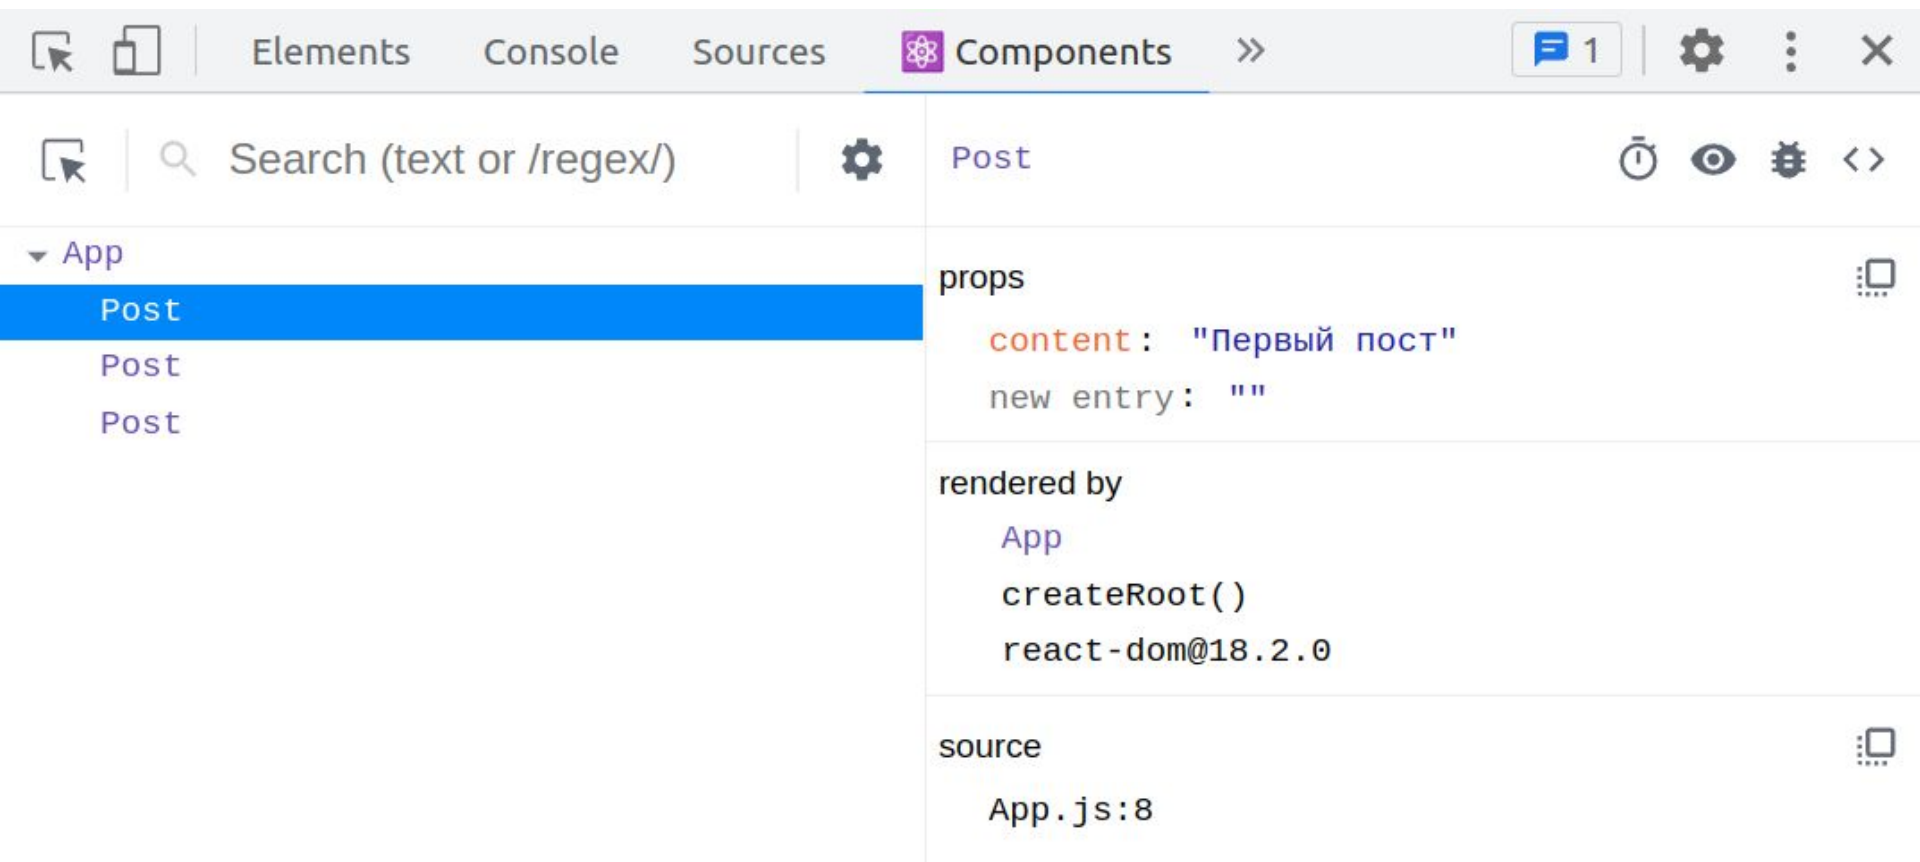 Elements Console Sources Components 1
Search (text or /regex/)
Post
App
Post
Post
Post
props
content: "Первый пост"
new entry: ""
rendered by
App
createRoot()
react-dom@18.2.0
source
App.js:8